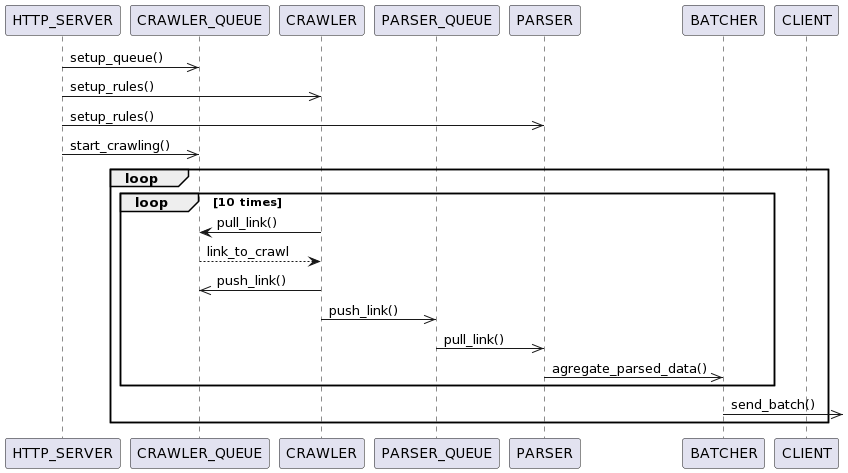 HTTP_SERVER CRAWLER_QUEUE CRAWLER PARSER_QUEUE PARSER BATCHER CLIENT
setup_queue()
setup_rules()
setup_rules()
start_crawling()
loop
loop [10 times]
pull_link()
link_to_crawl
push_link()
push_link()
pull_link()
agregate_parsed_data()
send_batch()
HTTP_SERVER CRAWLER_QUEUE CRAWLER PARSER_QUEUE PARSER BATCHER CLIENT